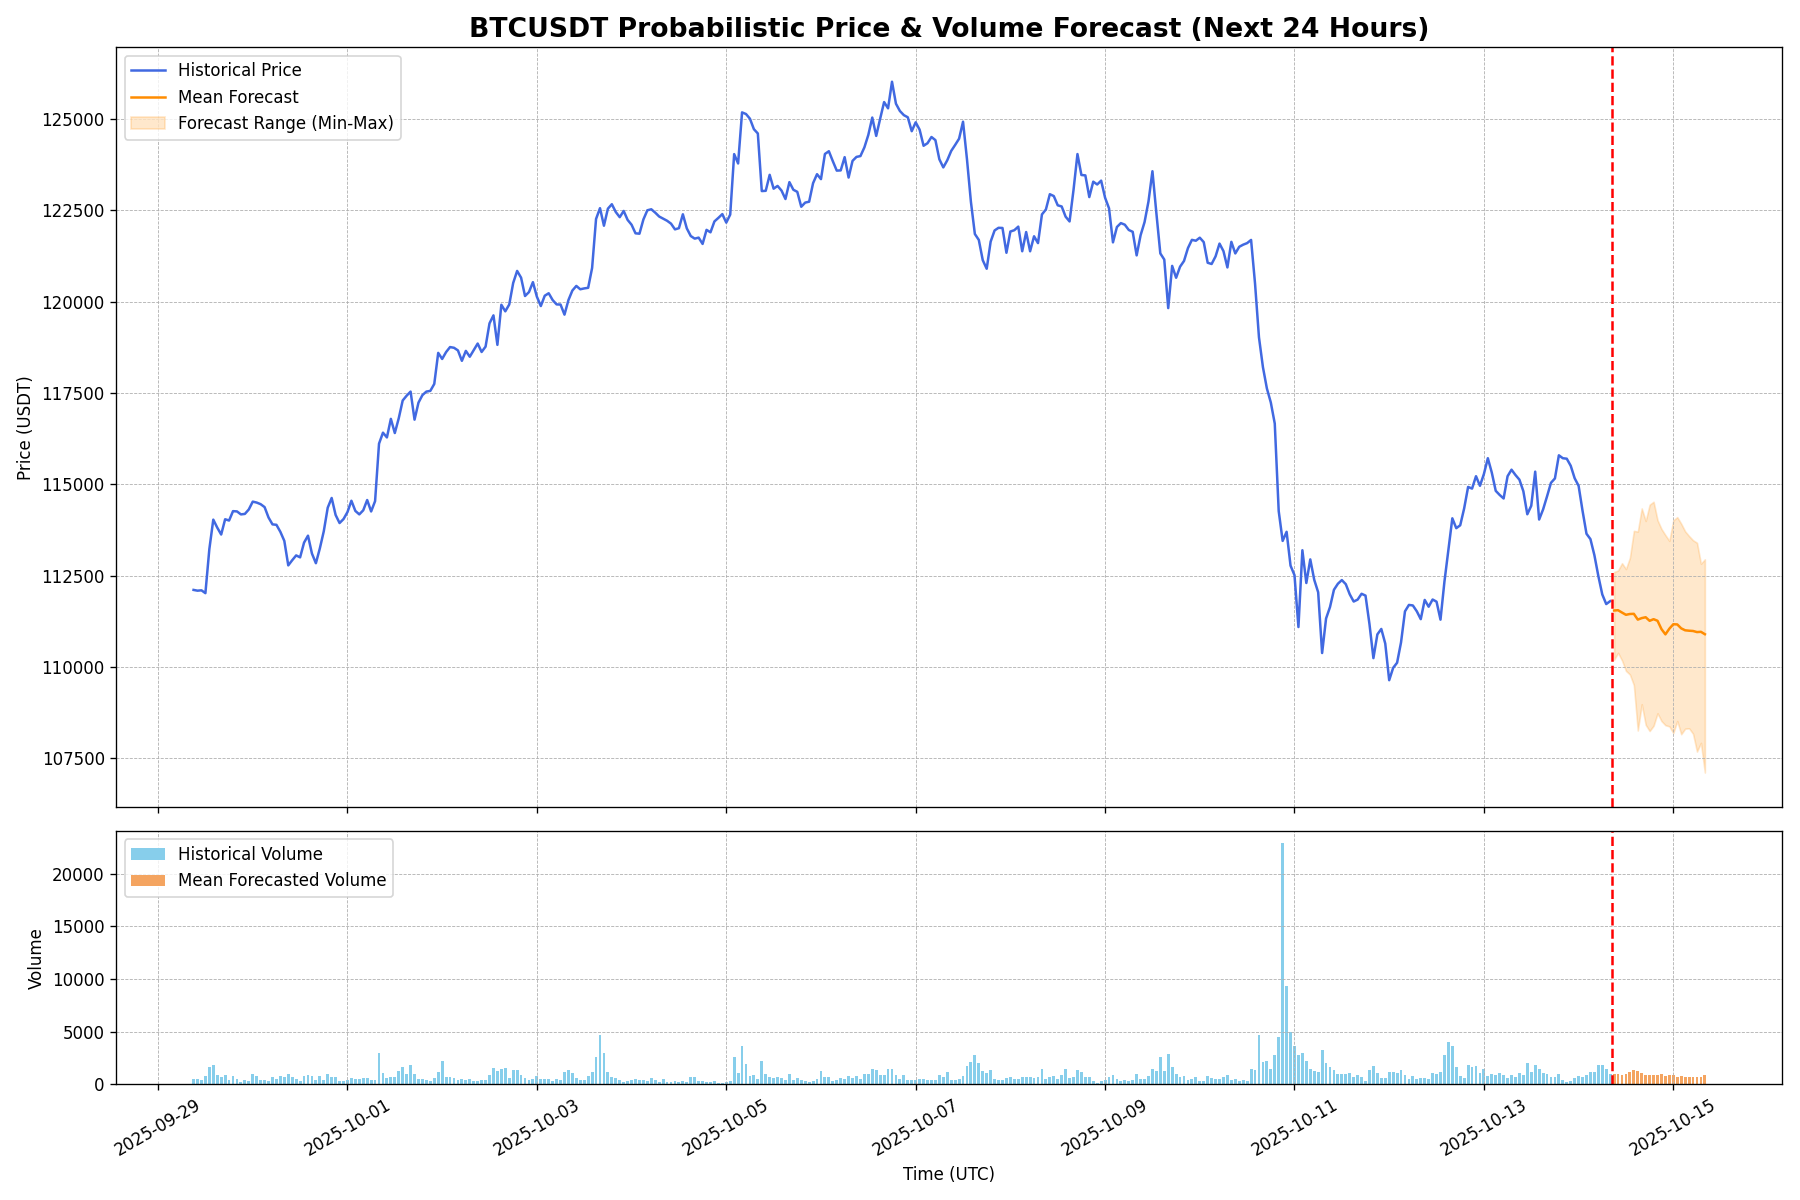 BTCUSDT Probabilistic Price & Volume Forecast (Next 24 Hours)
Historical Price
Mean Forecast
Forecast Range (Min-Max)
125000
122500
120000
117500
115000
112500
110000
107500
Price (USDT)
Historical Volume
Mean Forecasted Volume
20000
15000
10000
5000
0
Volume
2025-09-29
2025-10-01
2025-10-03
2025-10-05
2025-10-07
2025-10-09
2025-10-11
2025-10-13
2025-10-15
Time (UTC)